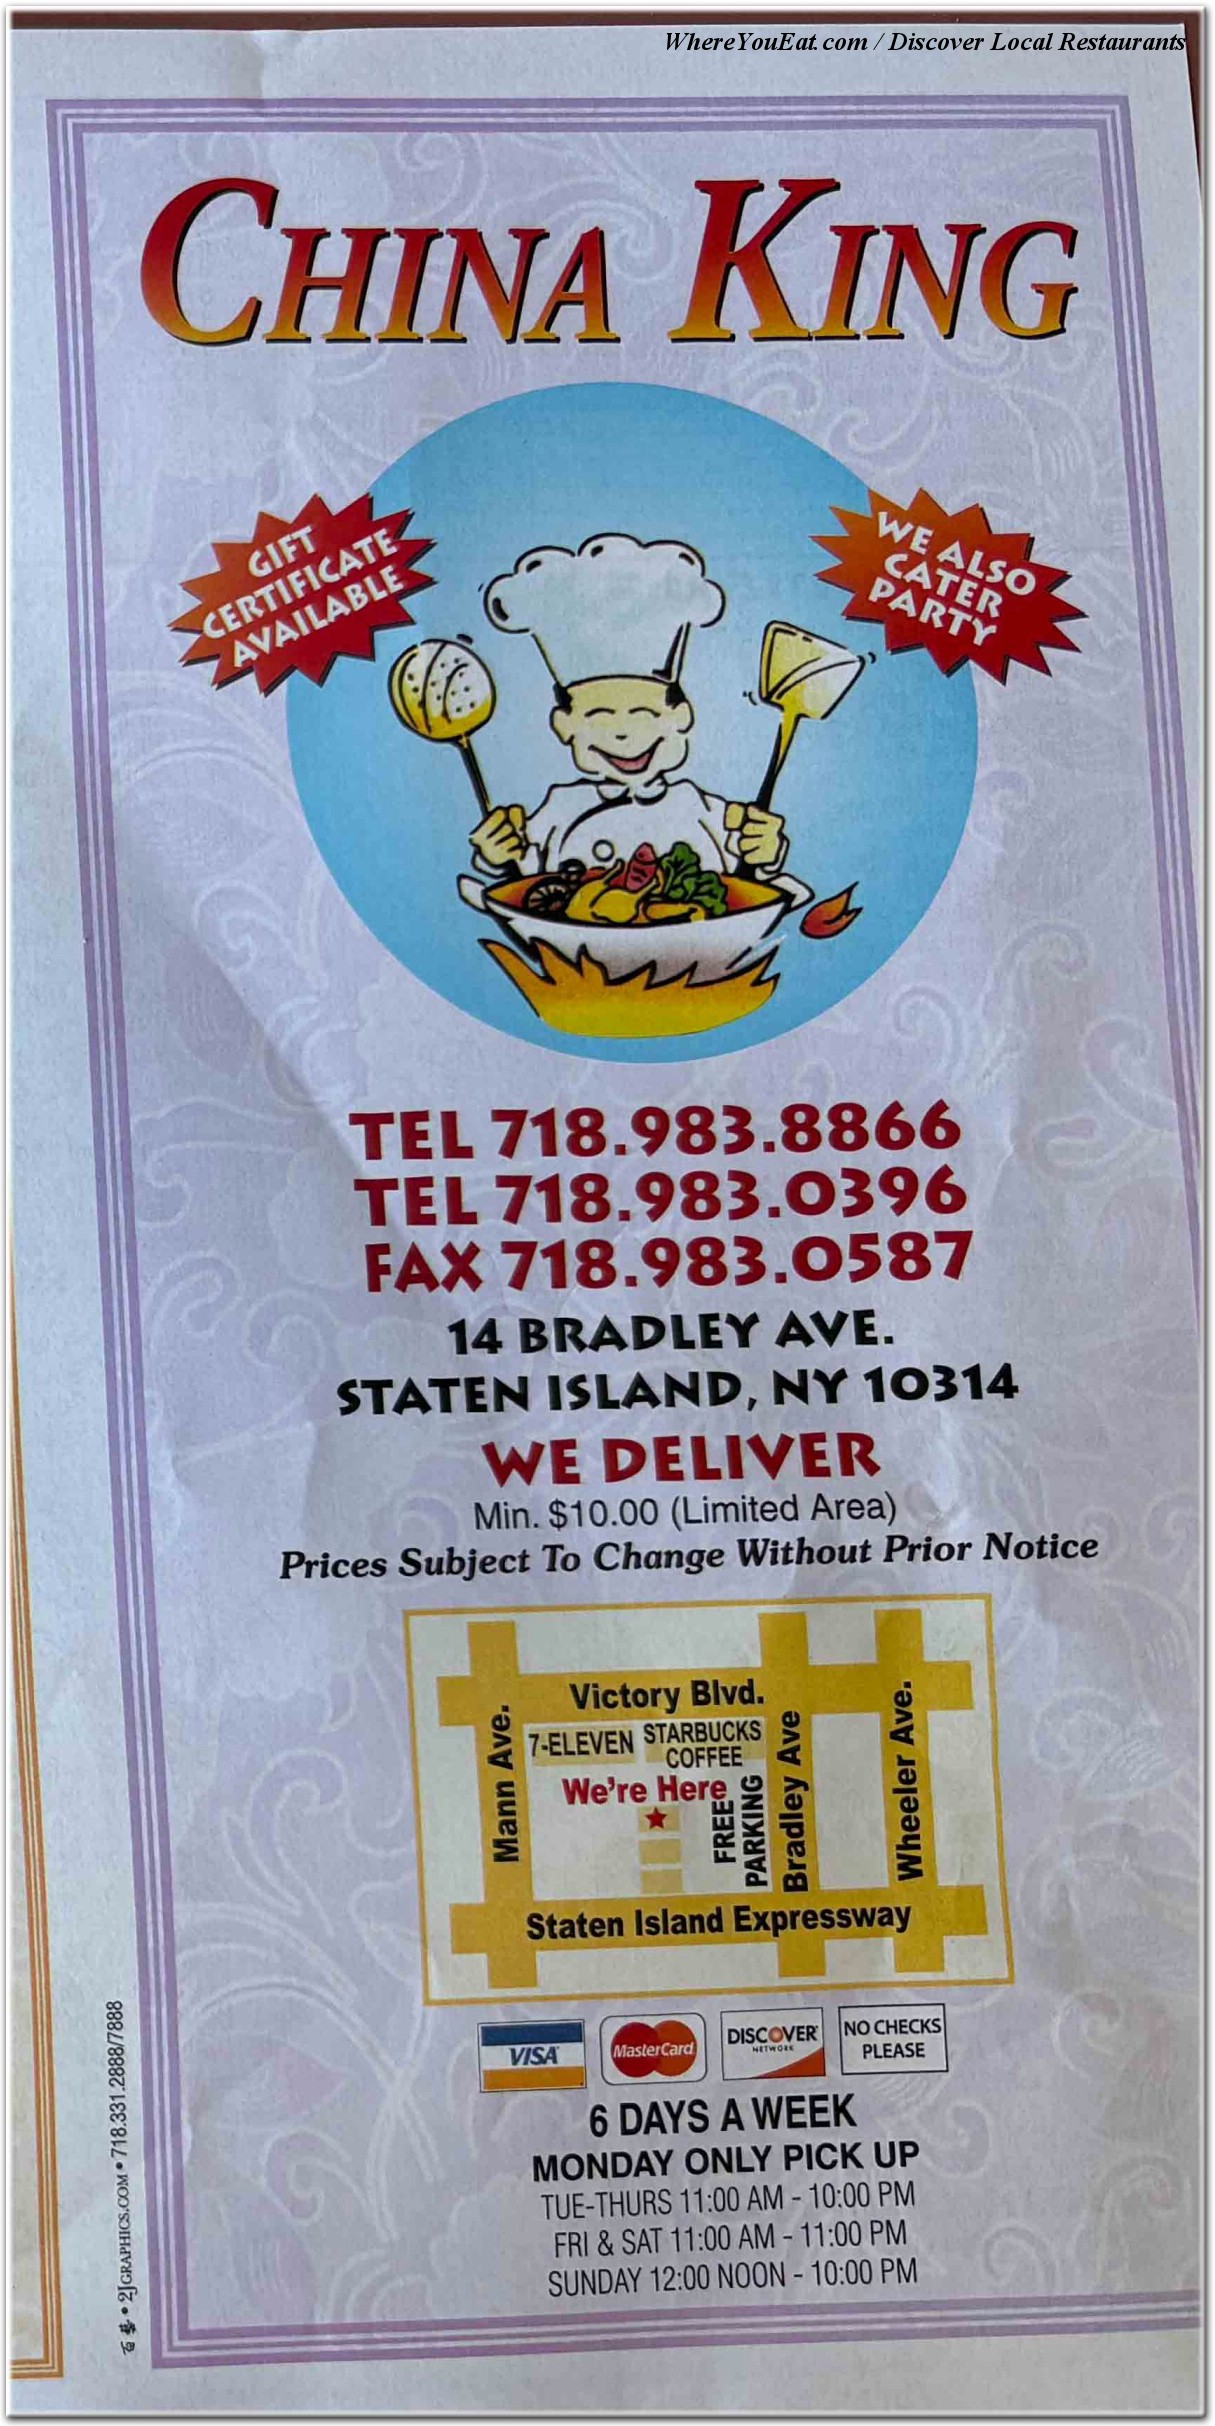 WhereYouEat.com / Discover Local Restaurants
CHINA KING
GIFT
CERTIFICATE
AVAILABLE
WE ALSO
CATER
PARTY
TEL 718.983.8866
TEL 718.983.0396
FAX 718.983.0587
14 BRADLEY AVE.
STATEN ISLAND, NY 10314
WE DELIVER
Min. $10.00 (Limited Area)
Prices Subject To Change Without Prior Notice
Victory Blvd.
Mann Ave.
7-ELEVEN
STARBUCKS
COFFEE
We're Here
FREE
PARKING
Bradley Ave
Wheeler Ave.
Staten Island Expressway
VISA
MasterCard
DISCOVER
NETWORK
NO CHECKS
PLEASE
6 DAYS A WEEK
MONDAY ONLY PICK UP
TUE-THURS 11:00 AM - 10:00 PM
FRI & SAT 11:00 AM - 11:00 PM
SUNDAY 12:00 NOON - 10:00 PM
百藝 • 2JGRAPHICS.COM • 718.331.2888/7888